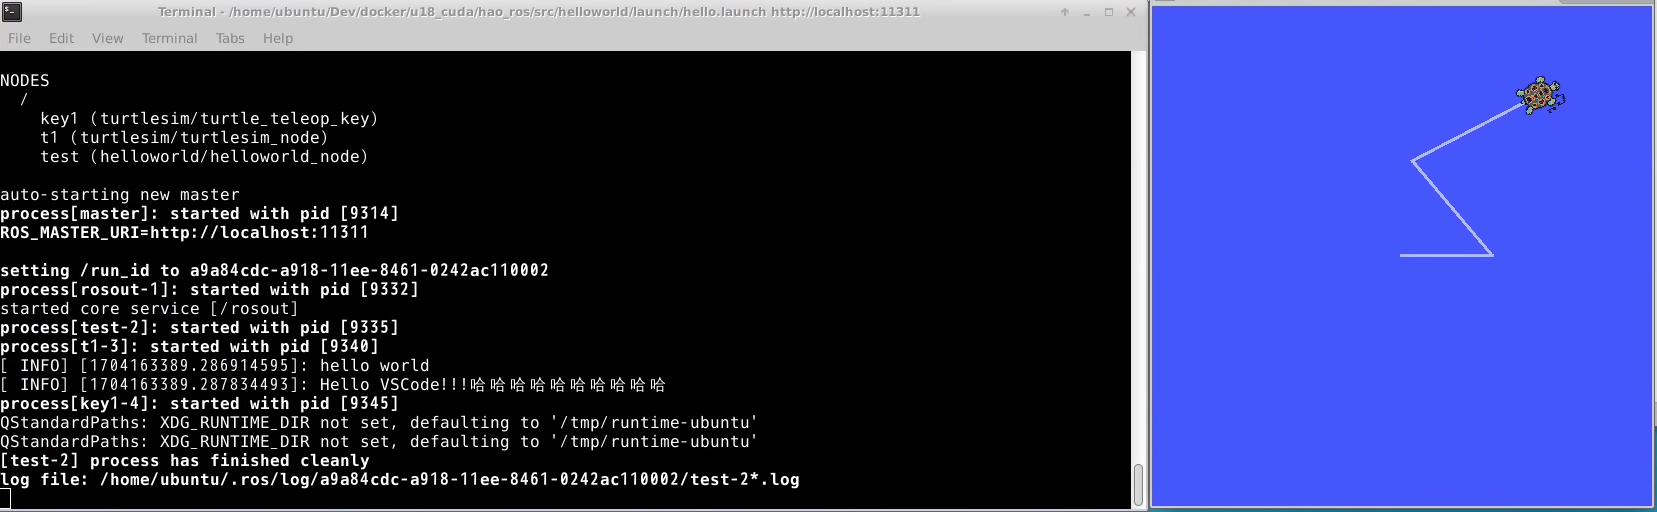 Terminal - /home/ubuntu/Dev/docker/u18_cuda/hao_ros/src/helloworld/launch/hello.launch http://localhost:11311
File Edit View Terminal Tabs Help
NODES
/
key1 (turtlesim/turtle_teleop_key)
t1 (turtlesim/turtlesim_node)
test (helloworld/helloworld_node)
auto-starting new master
process[master]: started with pid [9314]
ROS_MASTER_URI=http://localhost:11311
setting /run_id to a9a84cdc-a918-11ee-8461-0242ac110002
process[rosout-1]: started with pid [9332]
started core service [/rosout]
process[test-2]: started with pid [9335]
process[t1-3]: started with pid [9340]
[ INFO] [1704163389.286914595]: hello world
[ INFO] [1704163389.287834493]: Hello VSCode!!!哈哈哈哈哈哈哈哈哈哈
process[key1-4]: started with pid [9345]
QStandardPaths: XDG_RUNTIME_DIR not set, defaulting to '/tmp/runtime-ubuntu'
QStandardPaths: XDG_RUNTIME_DIR not set, defaulting to '/tmp/runtime-ubuntu'
[test-2] process has finished cleanly
log file: /home/ubuntu/.ros/log/a9a84cdc-a918-11ee-8461-0242ac110002/test-2*.log